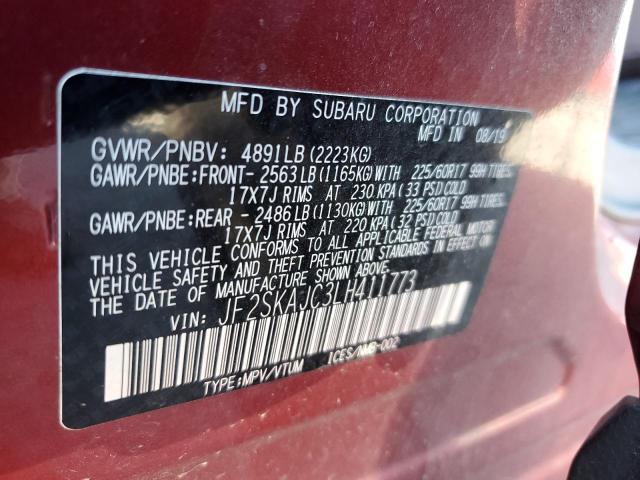 MFD BY SUBARU CORPORATION
MFD IN 08/19
GVWR/PNBV: 4891LB (2223KG)
GAWR/PNBE:FRONT- 2563LB (1165KG) WITH 225/60R17 99H TIRES,
17X7J RIMS AT 230 KPA (33 PSI) COLD
GAWR/PNBE:REAR - 2486LB (1130KG) WITH 225/60R17 99H TIRES,
17X7J RIMS AT 220 KPA (32 PSI) COLD
THIS VEHICLE CONFORMS TO ALL APPLICABLE FEDERAL MOTOR
VEHICLE SAFETY AND THEFT PREVENTION STANDARDS IN EFFECT ON
THE DATE OF MANUFACTURE SHOWN ABOVE.
VIN: JF2SKAJC3LH411773
TYPE:MPV/VTUM ICES/NMB-002